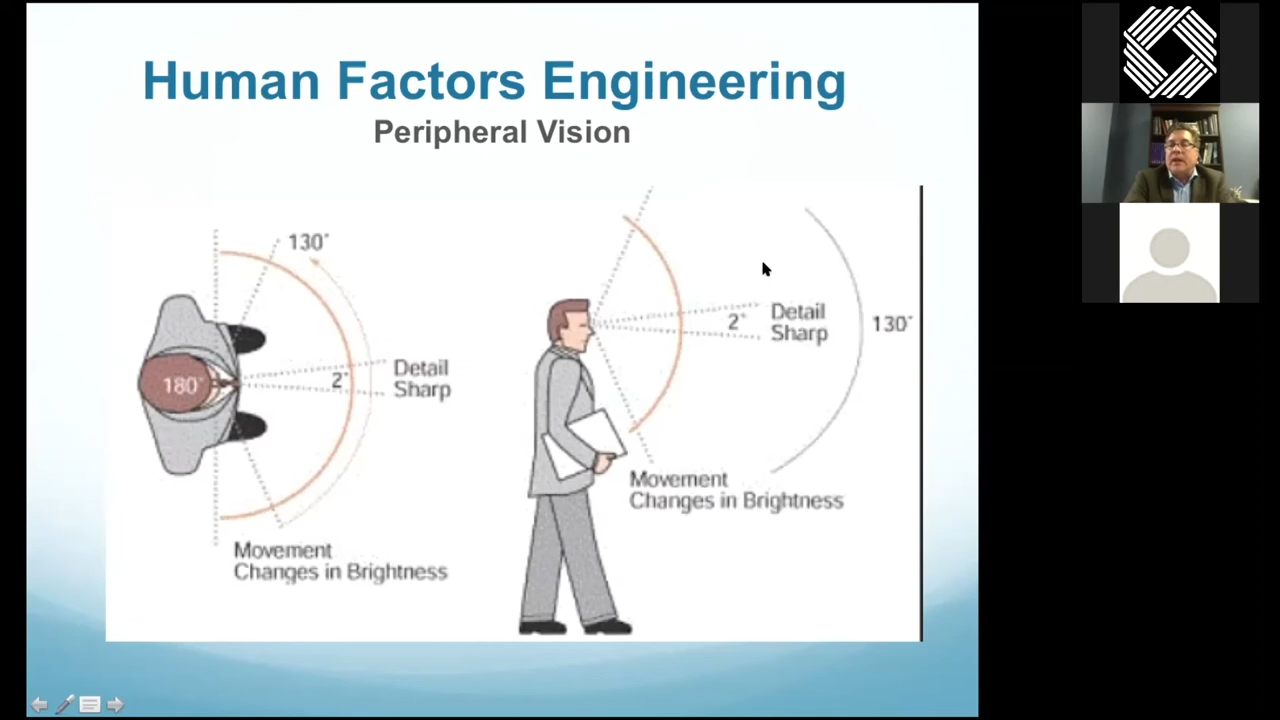 Human Factors Engineering
Peripheral Vision
130°
180°
2°
Detail
Sharp
Movement
Changes in Brightness
2°
Detail
Sharp
130°
Movement
Changes in Brightness